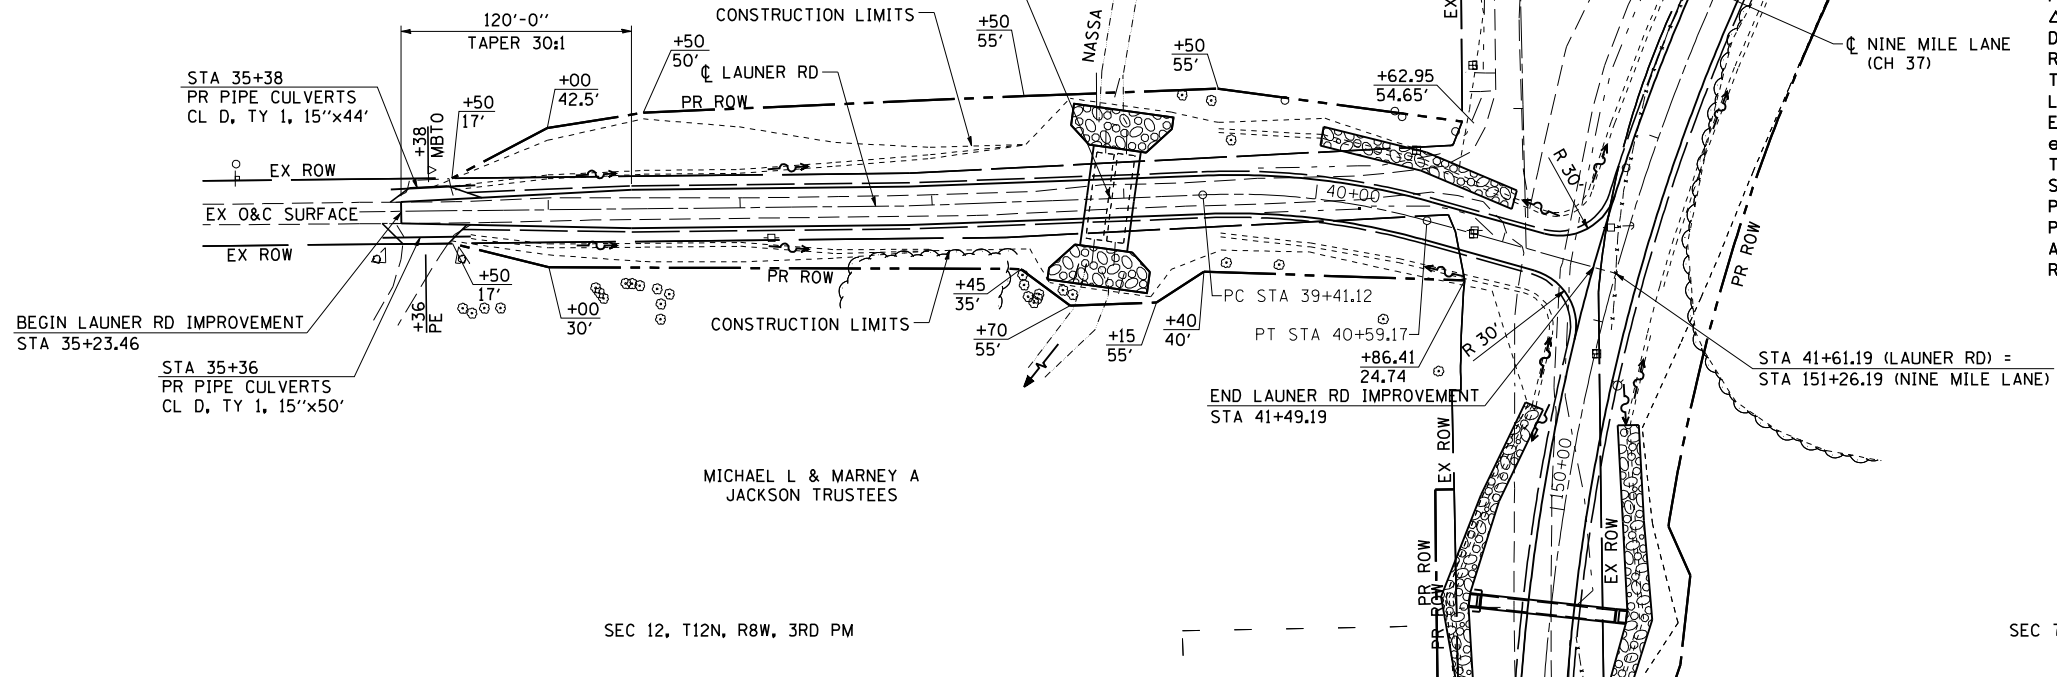 120'-0"
TAPER 30:1
CONSTRUCTION LIMITS
+50
55'
NASSA
EX
℄ NINE MILE LANE
(CH 37)
+50
50'
℄ LAUNER RD
+50
55'
+62.95
54.65'
STA 35+38
PR PIPE CULVERTS
CL D, TY 1, 15"x44'
+00
42.5'
PR ROW
+50
17'
+38
MBTO
EX ROW
R 30'
40+00
EX O&C SURFACE
EX ROW
PR ROW
PR ROW
+50
17'
+45
35'
PC STA 39+41.12
+00
30'
CONSTRUCTION LIMITS
+70
55'
+15
55'
+40
40'
PT STA 40+59.17
R 30'
+36
PE
BEGIN LAUNER RD IMPROVEMENT
STA 35+23.46
STA 35+36
PR PIPE CULVERTS
CL D, TY 1, 15"x50'
+86.41
24.74
STA 41+61.19 (LAUNER RD) =
STA 151+26.19 (NINE MILE LANE)
END LAUNER RD IMPROVEMENT
STA 41+49.19
EX ROW
150+00
MICHAEL L & MARNEY A
JACKSON TRUSTEES
EX ROW
PR ROW
PR ROW
SEC 12, T12N, R8W, 3RD PM
SEC 7
Δ
D
R
T
L
E
e
T
S
P
P
A
R